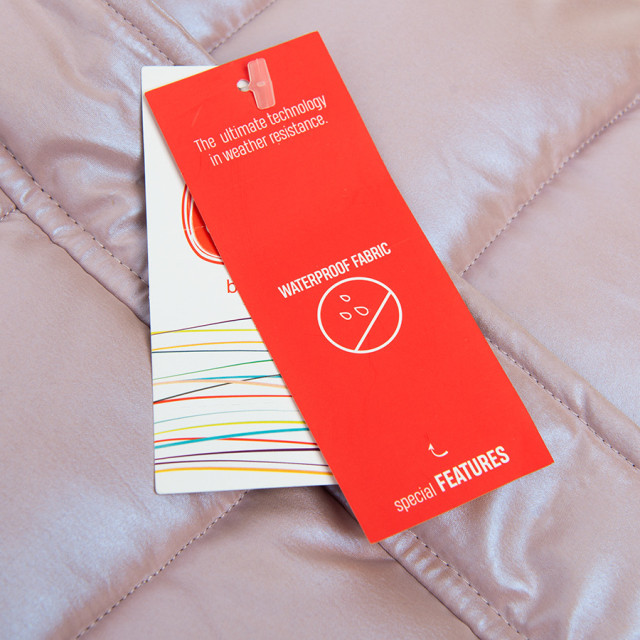 The ultimate technology
in weather resistance.
WATERPROOF FABRIC
special FEATURES